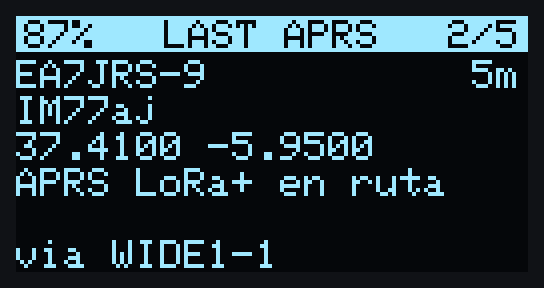 87% LAST APRS 2/5
EA7JRS-9 5m
IM77aj
37.4100 -5.9500
APRS LoRa+ en ruta
via WIDE1-1